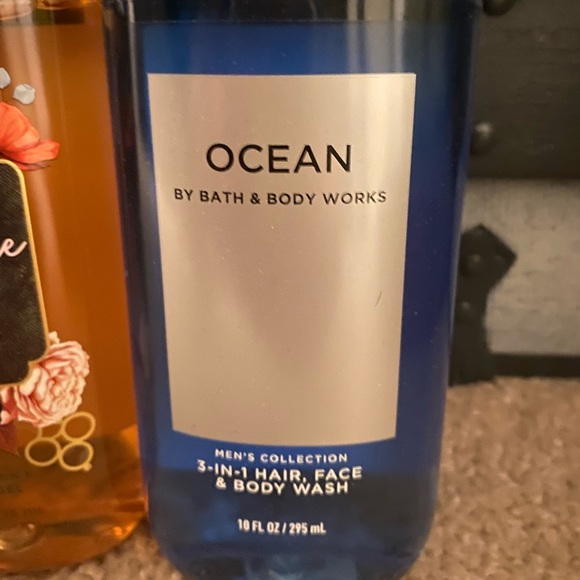 OCEAN
BY BATH & BODY WORKS
MEN'S COLLECTION
3-IN-1 HAIR, FACE
& BODY WASH
10 FL OZ / 295 mL